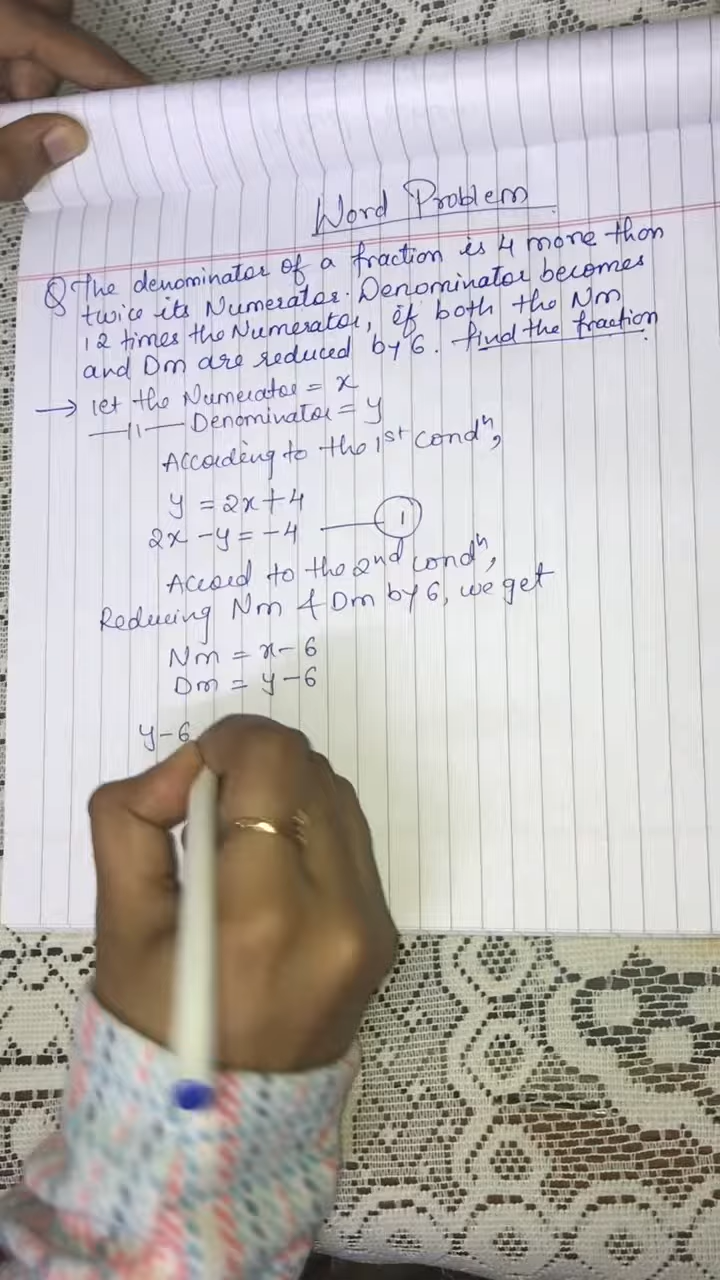 Word Problem
Q The denominator of a fraction is 4 more than
twice its Numerator. Denominator becomes
12 times the Numerator, if both the Nm
and Dm are reduced by 6. find the fraction
→ let the Numerator = x
—||— Denominator = y
According to the 1st condⁿ,
y = 2x + 4
2x - y = -4 — 1
Accord to the 2nd condⁿ,
Reducing Nm & Dm by 6, we get
Nm = x - 6
Dm = y - 6
y - 6